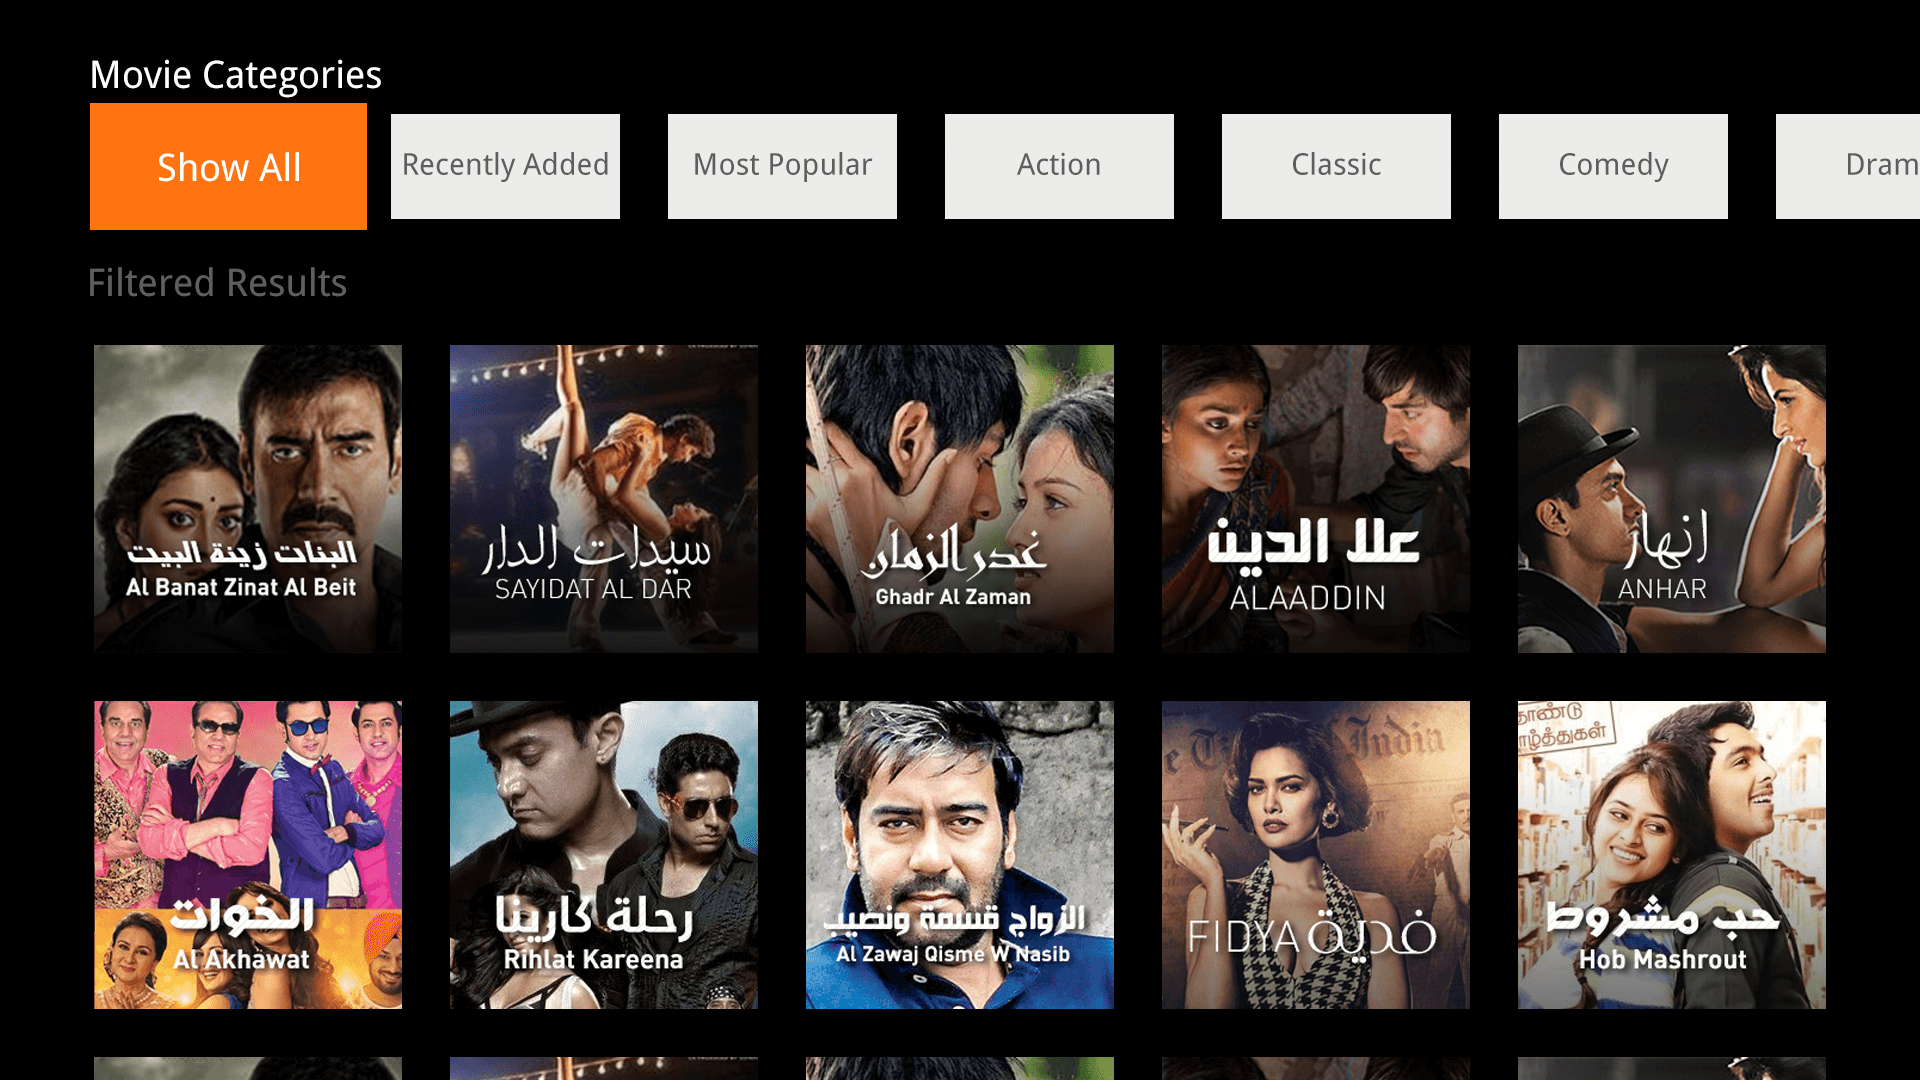 Movie Categories
Show All
Recently Added
Most Popular
Action
Classic
Comedy
Dram
Filtered Results
البنات زينة البيت
Al Banat Zinat Al Beit
سيدات الدار
SAYIDAT AL DAR
غدر الزمان
Ghadr Al Zaman
علا الدين
ALAADDIN
انهار
ANHAR
الخوات
Al Akhawat
رحلة كارينا
Rihlat Kareena
الزواج قسمة ونصيب
Al Zawaj Qisme W Nasib
India
FIDYA فدية
ழ்த்துகள்
حب مشروط
Hob Mashrout